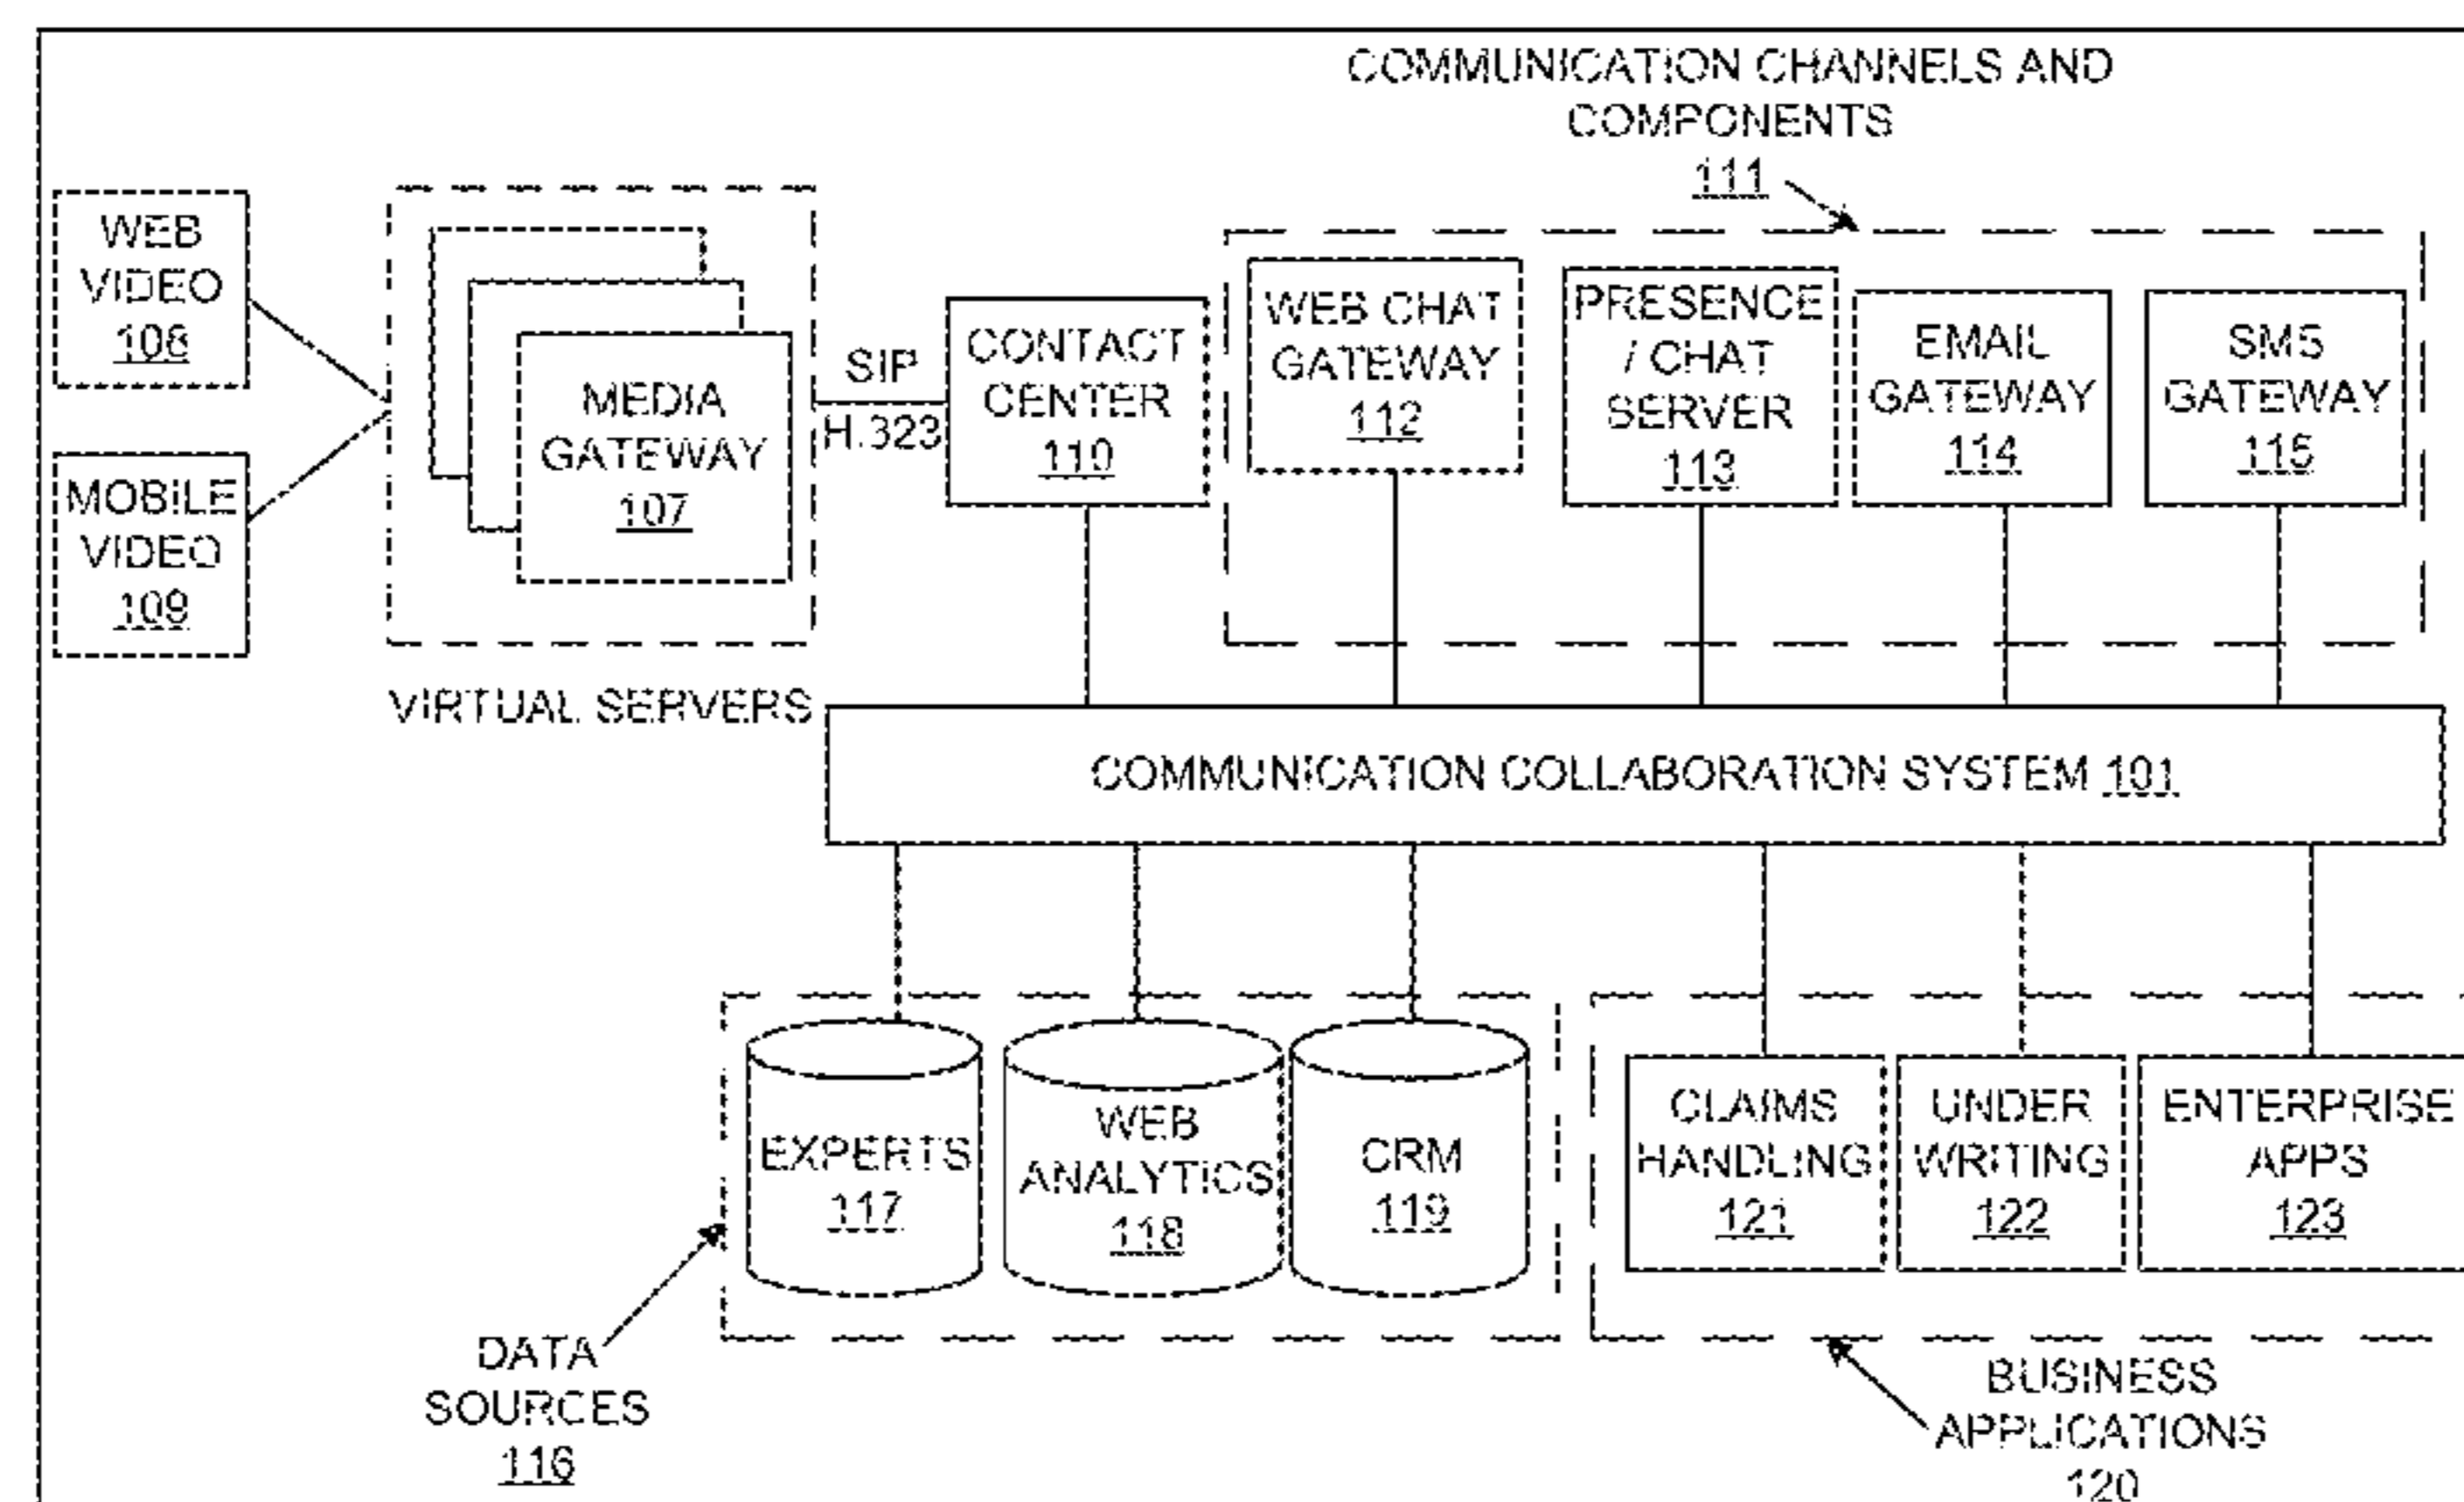 COMMUNICATION CHANNELS AND
COMPONENTS
111
WEB
VIDEO
108
MOBILE
VIDEO
109
MEDIA
GATEWAY
107
VIRTUAL SERVERS
SIP
H.323
CONTACT
CENTER
110
WEB CHAT
GATEWAY
112
PRESENCE
/ CHAT
SERVER
113
EMAIL
GATEWAY
114
SMS
GATEWAY
115
COMMUNICATION COLLABORATION SYSTEM 101
EXPERTS
117
WEB
ANALYTICS
118
CRM
119
CLAIMS
HANDLING
121
UNDER
WRITING
122
ENTERPRISE
APPS
123
DATA
SOURCES
116
BUSINESS
APPLICATIONS
120